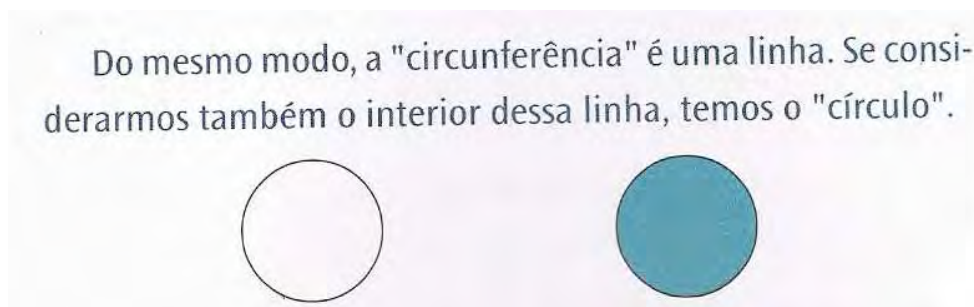 Do mesmo modo, a "circunferência" é uma linha. Se consi-
derarmos também o interior dessa linha, temos o "círculo".